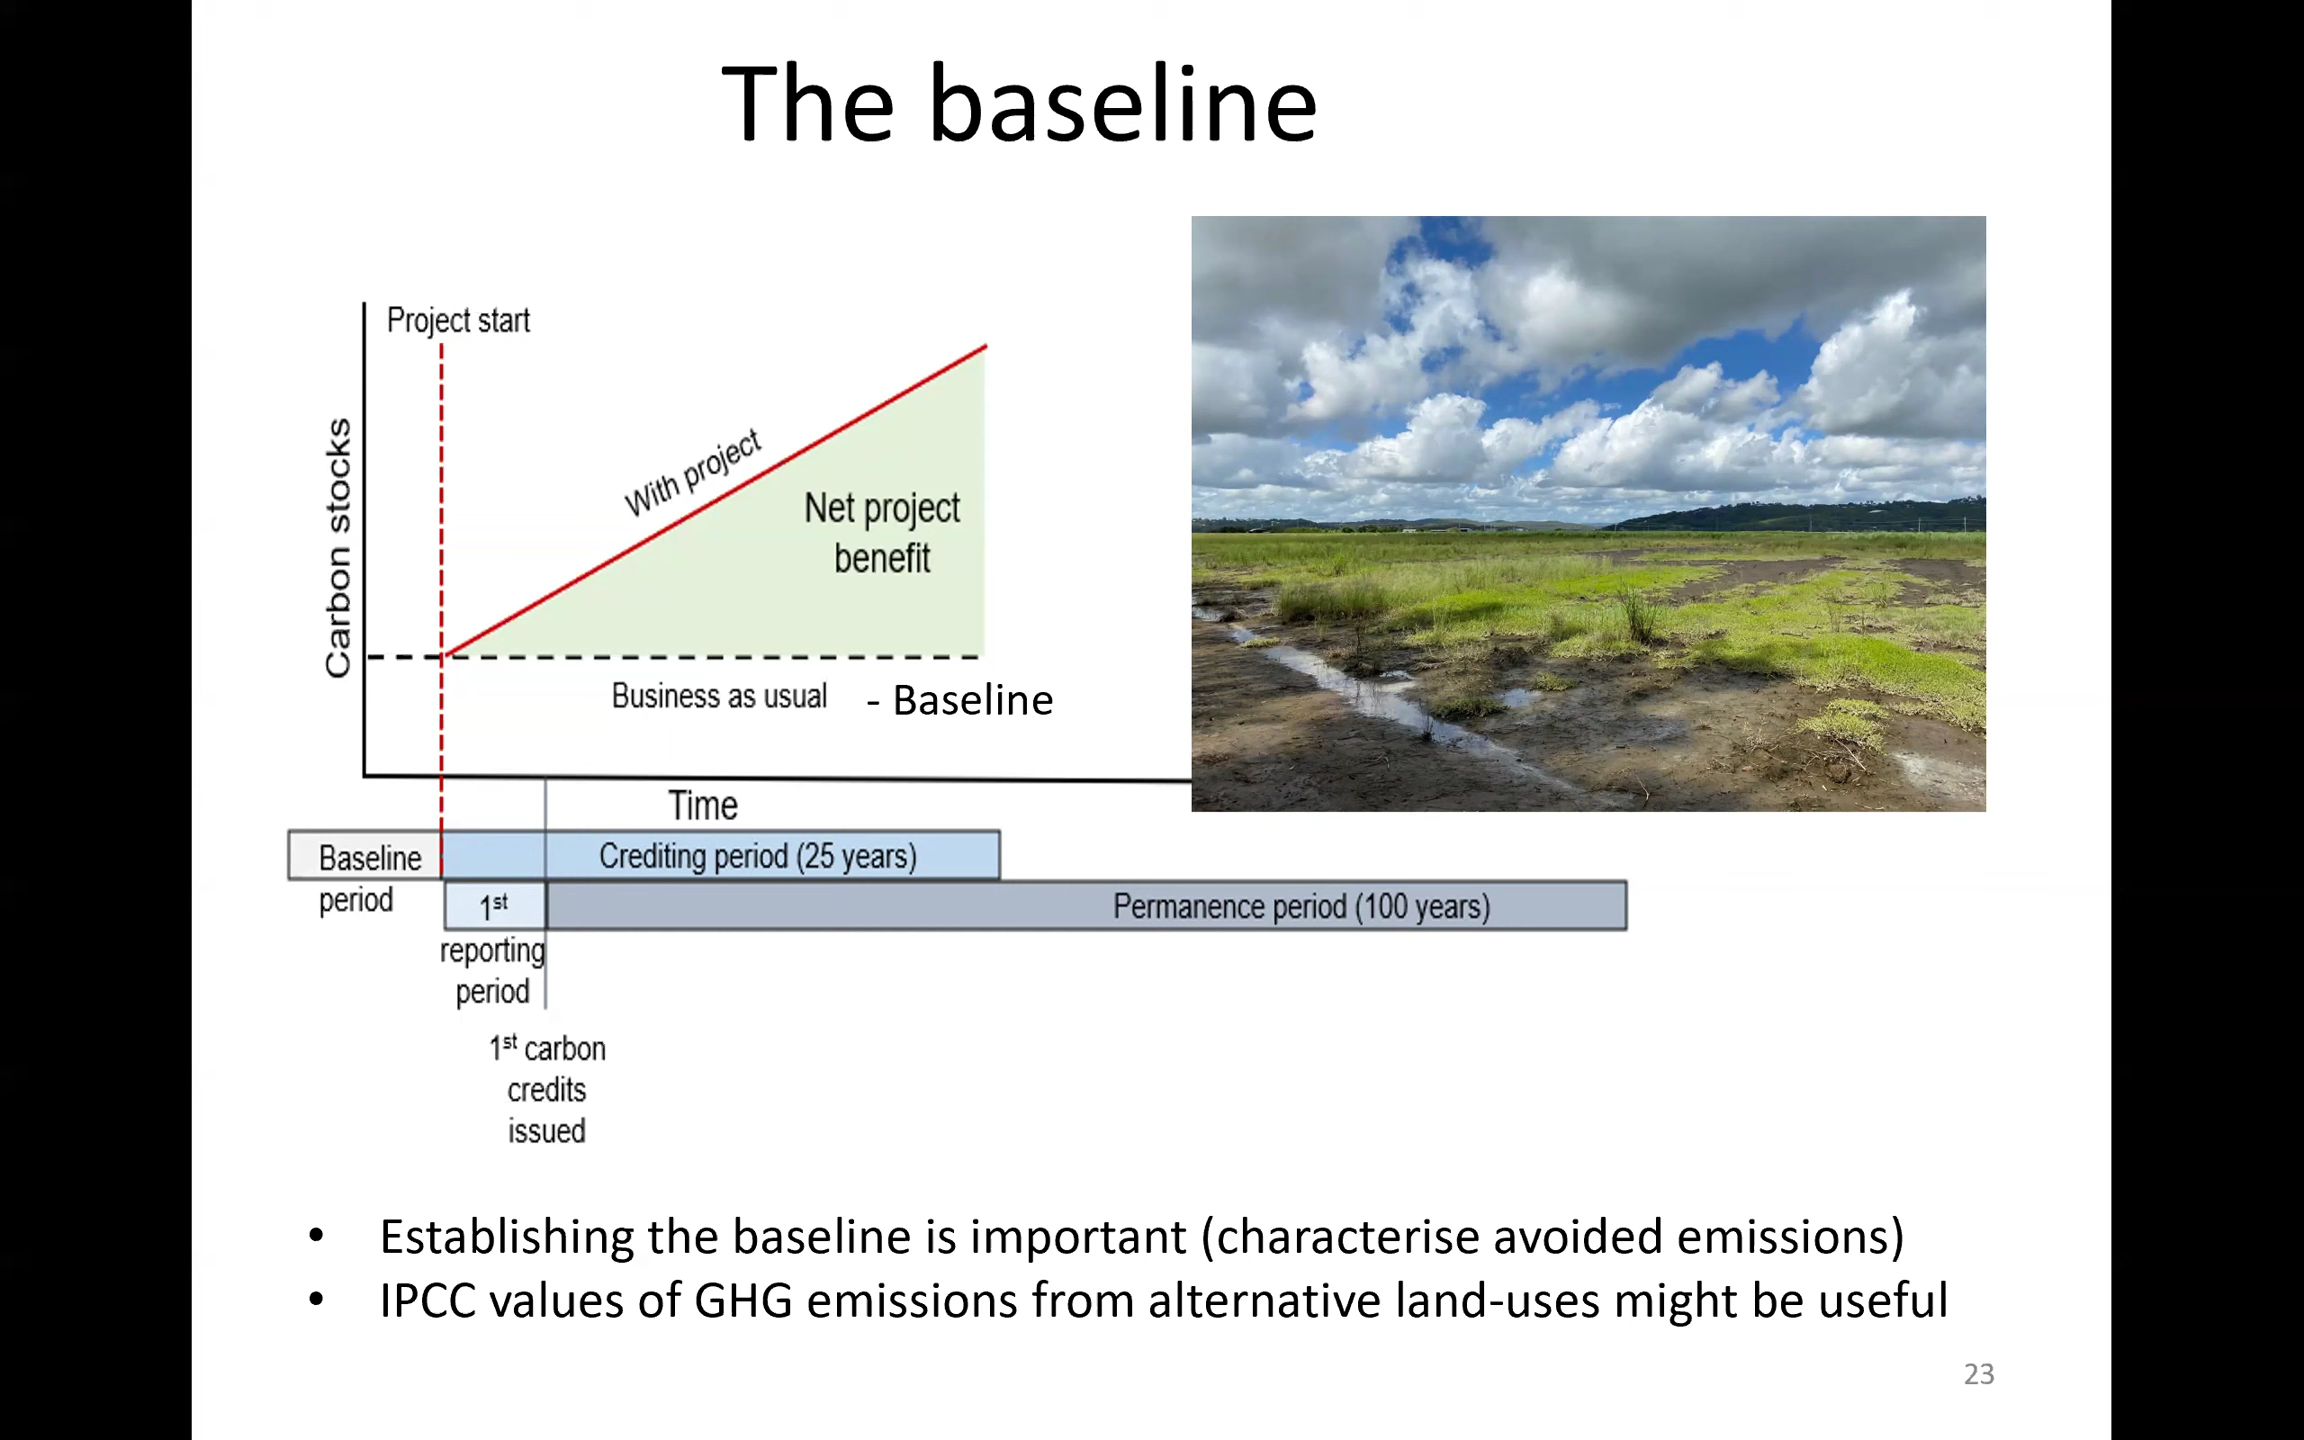 The baseline
Project start
Carbon stocks
With project
Net project
benefit
Business as usual - Baseline
Time
Baseline
period
Crediting period (25 years)
1st
reporting
period
Permanence period (100 years)
1st carbon
credits
issued
• Establishing the baseline is important (characterise avoided emissions)
• IPCC values of GHG emissions from alternative land-uses might be useful
23